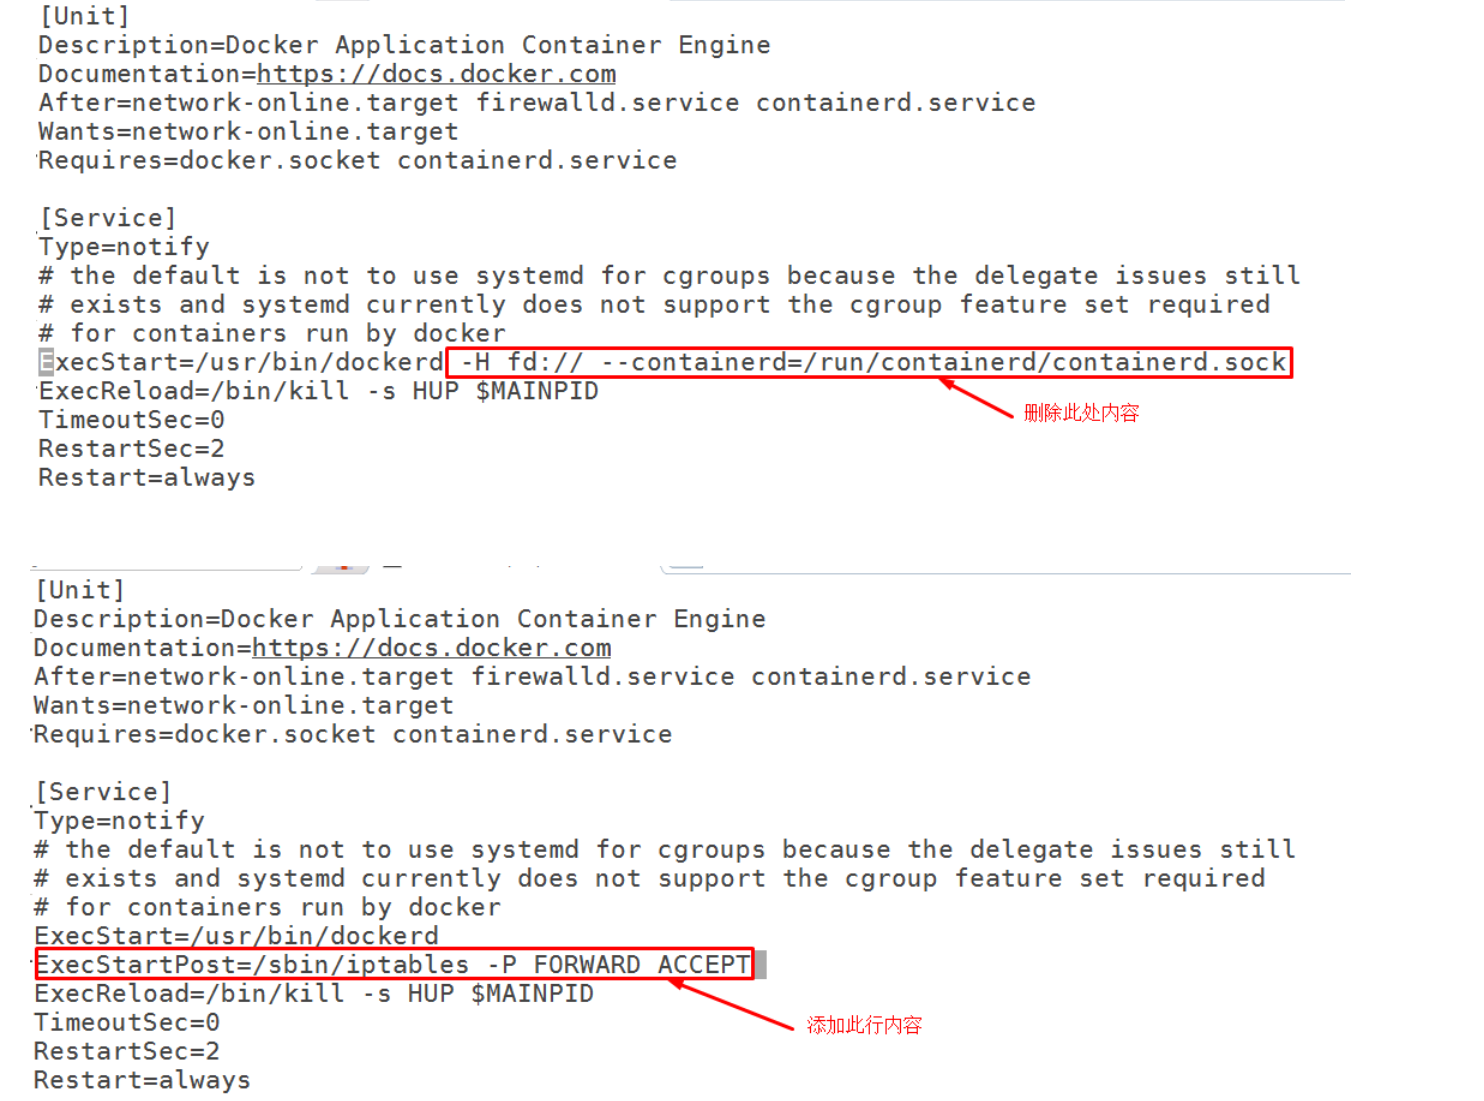 [Unit]
Description=Docker Application Container Engine
Documentation=https://docs.docker.com
After=network-online.target firewalld.service containerd.service
Wants=network-online.target
Requires=docker.socket containerd.service
[Service]
Type=notify
# the default is not to use systemd for cgroups because the delegate issues still
# exists and systemd currently does not support the cgroup feature set required
# for containers run by docker
ExecStart=/usr/bin/dockerd -H fd:// --containerd=/run/containerd/containerd.sock
ExecReload=/bin/kill -s HUP $MAINPID
删除此处内容
TimeoutSec=0
RestartSec=2
Restart=always
[Unit]
Description=Docker Application Container Engine
Documentation=https://docs.docker.com
After=network-online.target firewalld.service containerd.service
Wants=network-online.target
Requires=docker.socket containerd.service
[Service]
Type=notify
# the default is not to use systemd for cgroups because the delegate issues still
# exists and systemd currently does not support the cgroup feature set required
# for containers run by docker
ExecStart=/usr/bin/dockerd
ExecStartPost=/sbin/iptables -P FORWARD ACCEPT
ExecReload=/bin/kill -s HUP $MAINPID
TimeoutSec=0
添加此行内容
RestartSec=2
Restart=always